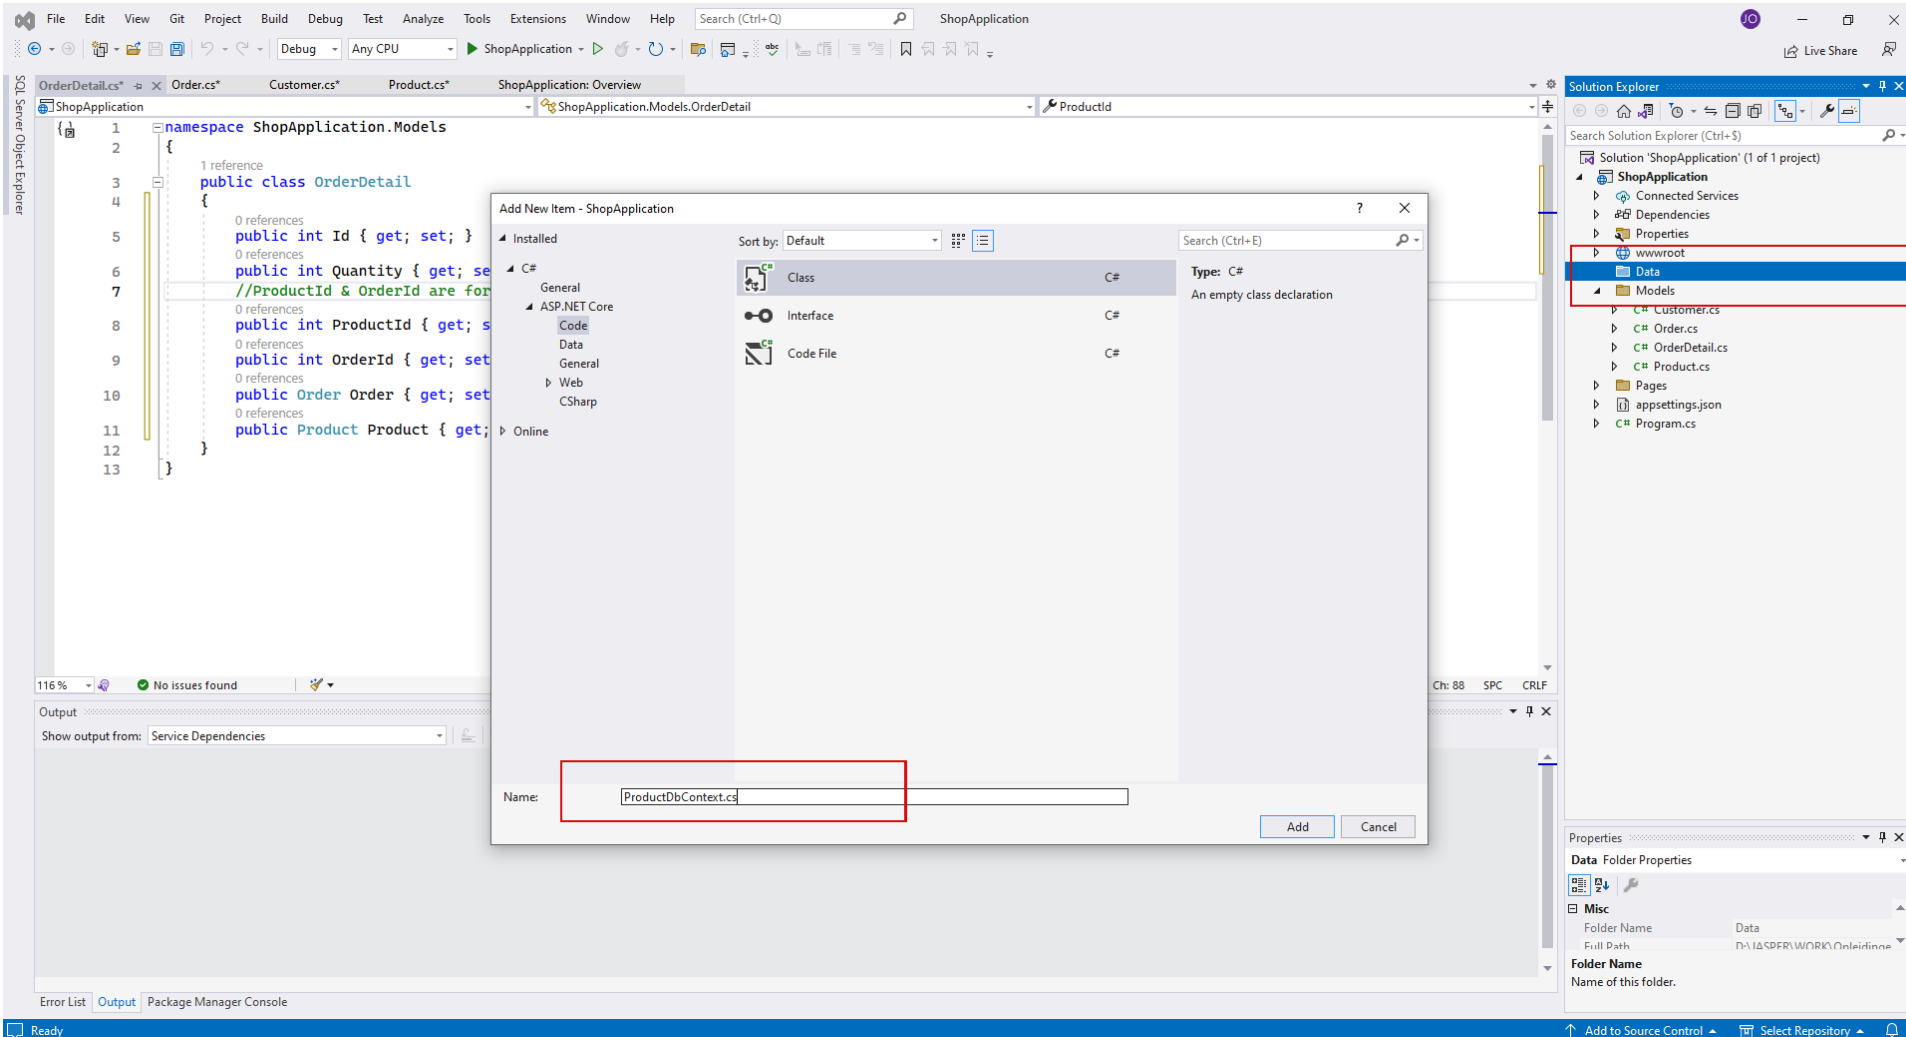 File Edit View Git Project Build Debug Test Analyze Tools Extensions Window Help Search (Ctrl+Q) ShopApplication JO
Debug Any CPU ShopApplication Live Share
SQL Server Object Explorer
OrderDetail.cs* Order.cs* Customer.cs* Product.cs* ShopApplication: Overview
ShopApplication ShopApplication.Models.OrderDetail ProductId
1 namespace ShopApplication.Models
2 {
1 reference
3 public class OrderDetail
4 {
0 references
5 public int Id { get; set; }
0 references
6 public int Quantity { get; se
7 //ProductId & OrderId are for
0 references
8 public int ProductId { get; s
0 references
9 public int OrderId { get; set
0 references
10 public Order Order { get; set
0 references
11 public Product Product { get;
12 }
13 }
116 % No issues found Ch: 88 SPC CRLF
Output
Show output from: Service Dependencies
Error List Output Package Manager Console
Ready Add to Source Control Select Repository
Add New Item - ShopApplication ?
Installed
C#
General
ASP.NET Core
Code
Data
General
Web
CSharp
Online
Sort by: Default
Class C#
Interface C#
Code File C#
Search (Ctrl+E)
Type: C#
An empty class declaration
Name: ProductDbContext.cs
Add Cancel
Solution Explorer
Search Solution Explorer (Ctrl+$)
Solution 'ShopApplication' (1 of 1 project)
ShopApplication
Connected Services
Dependencies
Properties
wwwroot
Data
Models
C# Customer.cs
C# Order.cs
C# OrderDetail.cs
C# Product.cs
Pages
appsettings.json
C# Program.cs
Properties
Data Folder Properties
Misc
Folder Name Data
Full Path D:\JASPER\WORK\Opleidinge
Folder Name
Name of this folder.